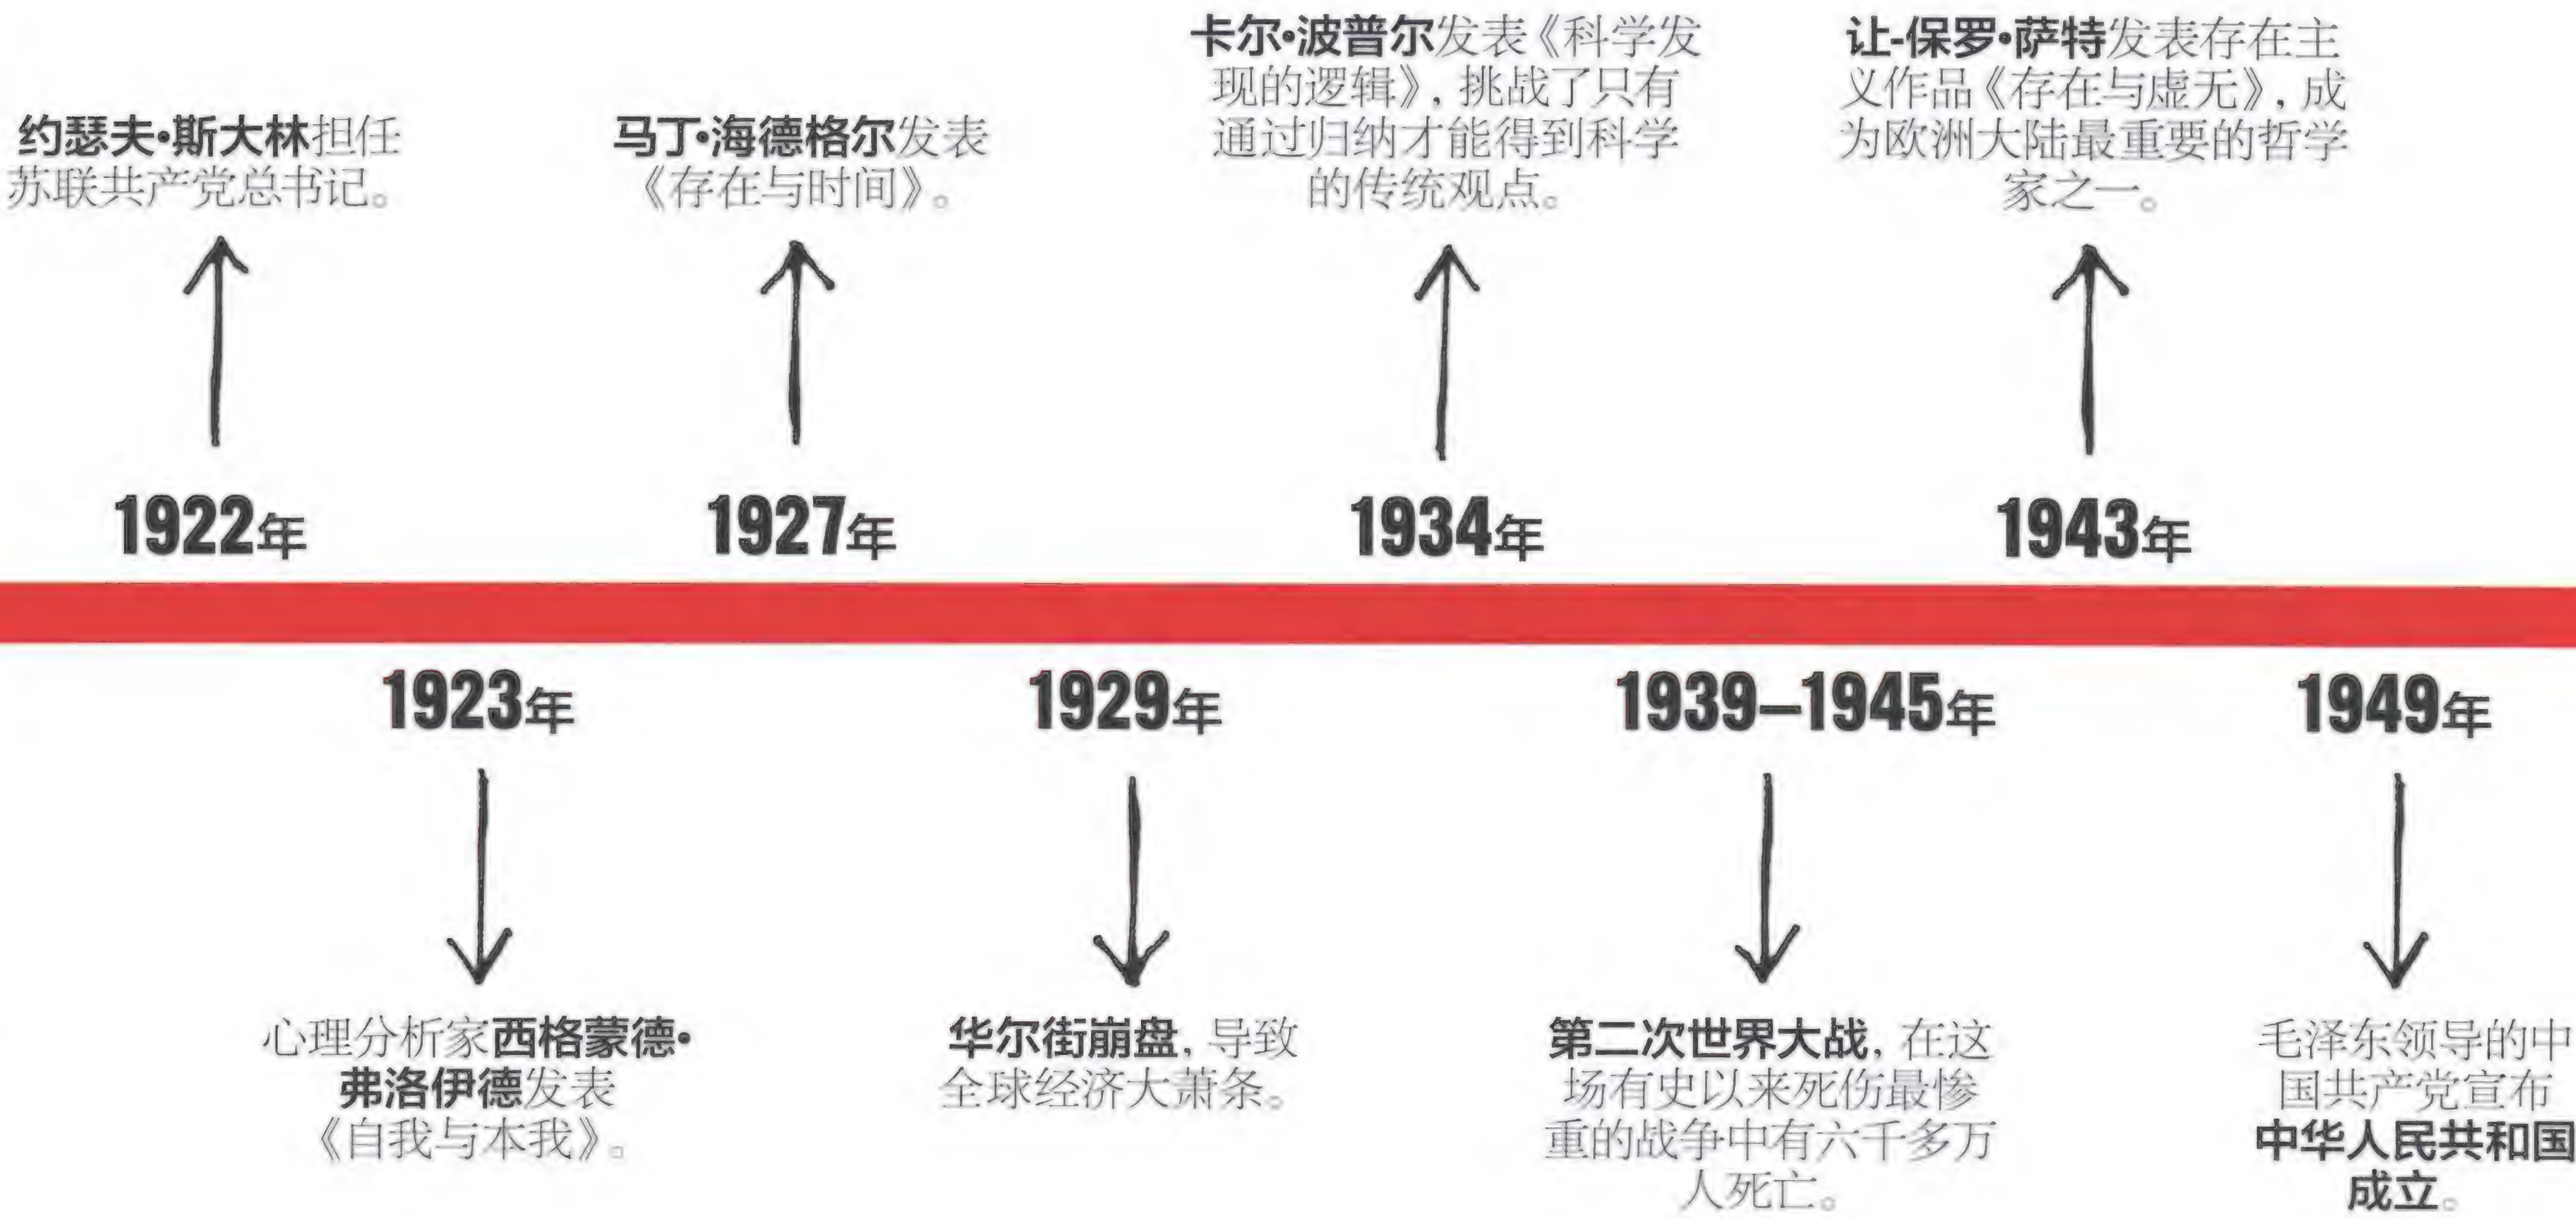 约瑟夫•斯大林担任
苏联共产党总书记。
1922年
马丁•海德格尔发表
《存在与时间》。
1927年
卡尔•波普尔发表《科学发
现的逻辑》，挑战了只有
通过归纳才能得到科学
的传统观点。
1934年
让-保罗•萨特发表存在主
义作品《存在与虚无》，成
为欧洲大陆最重要的哲学
家之一。
1943年
1923年
心理分析家西格蒙德•
弗洛伊德发表
《自我与本我》。
1929年
华尔街崩盘，导致
全球经济大萧条。
1939–1945年
第二次世界大战，在这
场有史以来死伤最惨
重的战争中有六千多万
人死亡。
1949年
毛泽东领导的中
国共产党宣布
中华人民共和国
成立。